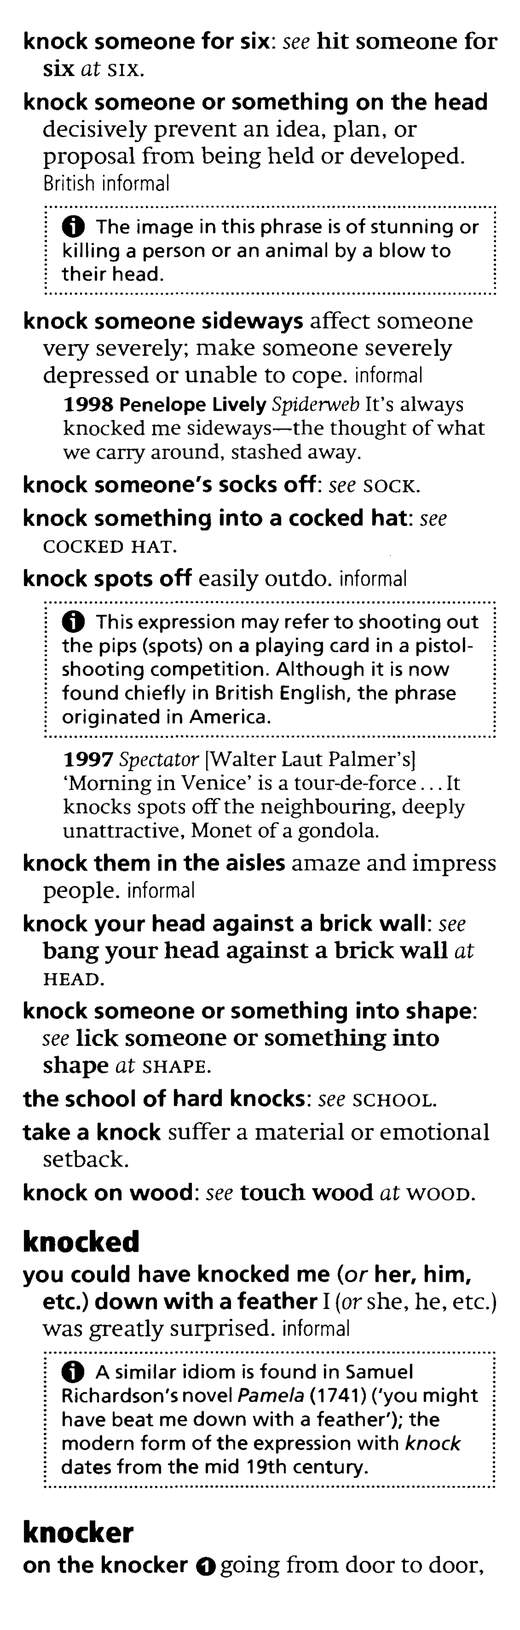 knock someone for six: see hit someone for
six at SIX.
knock someone or something on the head
decisively prevent an idea, plan, or
proposal from being held or developed.
British informal
The image in this phrase is of stunning or
killing a person or an animal by a blow to
their head.
knock someone sideways affect someone
very severely; make someone severely
depressed or unable to cope. informal
1998 Penelope Lively Spiderweb It's always
knocked me sideways—the thought of what
we carry around, stashed away.
knock someone's socks off: see SOCK.
knock something into a cocked hat: see
COCKED HAT.
knock spots off easily outdo. informal
This expression may refer to shooting out
the pips (spots) on a playing card in a pistol-
shooting competition. Although it is now
found chiefly in British English, the phrase
originated in America.
1997 Spectator [Walter Laut Palmer's]
‘Morning in Venice’ is a tour-de-force...It
knocks spots off the neighbouring, deeply
unattractive, Monet of a gondola.
knock them in the aisles amaze and impress
people. informal
knock your head against a brick wall: see
bang your head against a brick wall at
HEAD.
knock someone or something into shape:
see lick someone or something into
shape at SHAPE.
the school of hard knocks: see SCHOOL.
take a knock suffer a material or emotional
setback.
knock on wood: see touch wood at WOOD.
knocked
you could have knocked me (or her, him,
etc.) down with a feather I (or she, he, etc.)
was greatly surprised. informal
A similar idiom is found in Samuel
Richardson's novel Pamela (1741) (‘you might
have beat me down with a feather’); the
modern form of the expression with knock
dates from the mid 19th century.
knocker
on the knocker ❶ going from door to door,